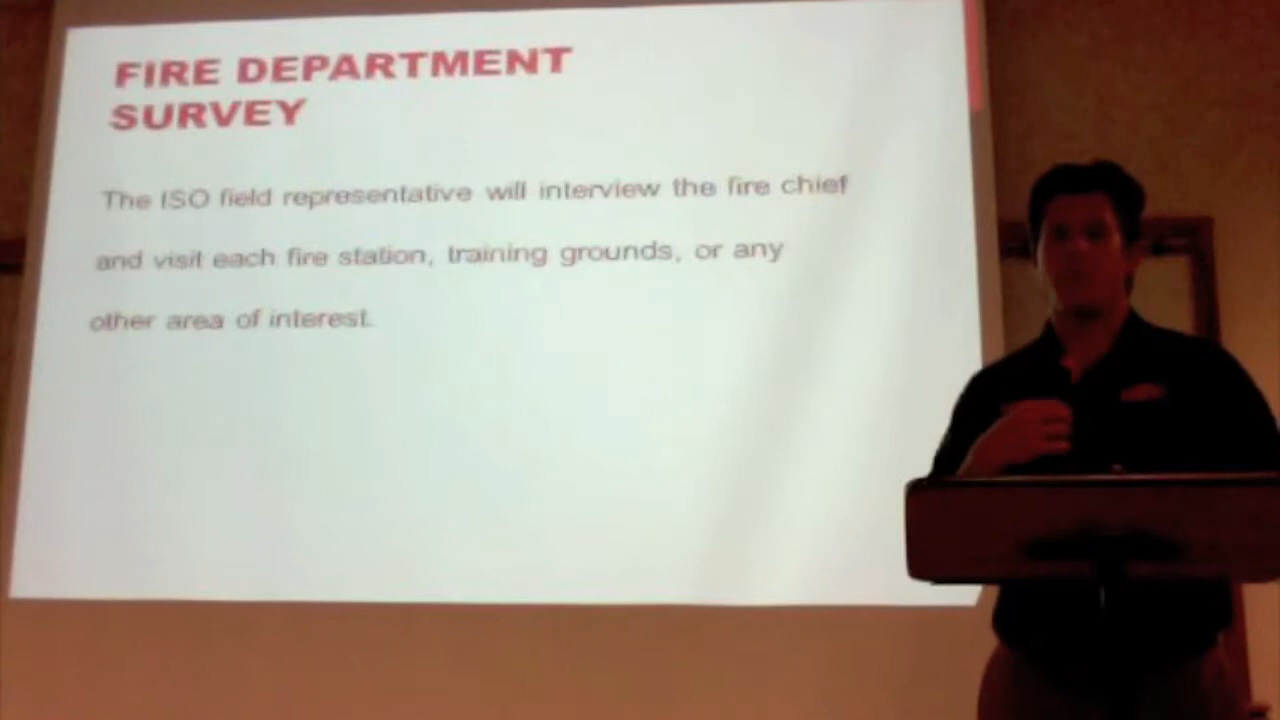 FIRE DEPARTMENT
SURVEY
The ISO field representative will interview the fire chief
and visit each fire station, training grounds, or any
other area of interest.